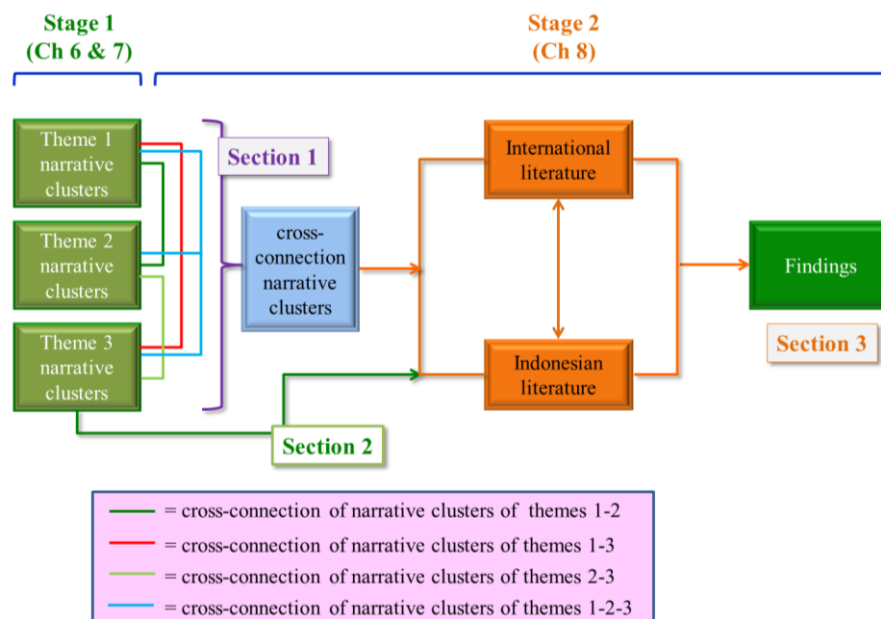 Stage 1
(Ch 6 & 7)
Stage 2
(Ch 8)
Theme 1
narrative
clusters
Theme 2
narrative
clusters
Theme 3
narrative
clusters
Section 1
cross-
connection
narrative
clusters
Section 2
International
literature
Indonesian
literature
Findings
Section 3
= cross-connection of narrative clusters of themes 1-2
= cross-connection of narrative clusters of themes 1-3
= cross-connection of narrative clusters of themes 2-3
= cross-connection of narrative clusters of themes 1-2-3